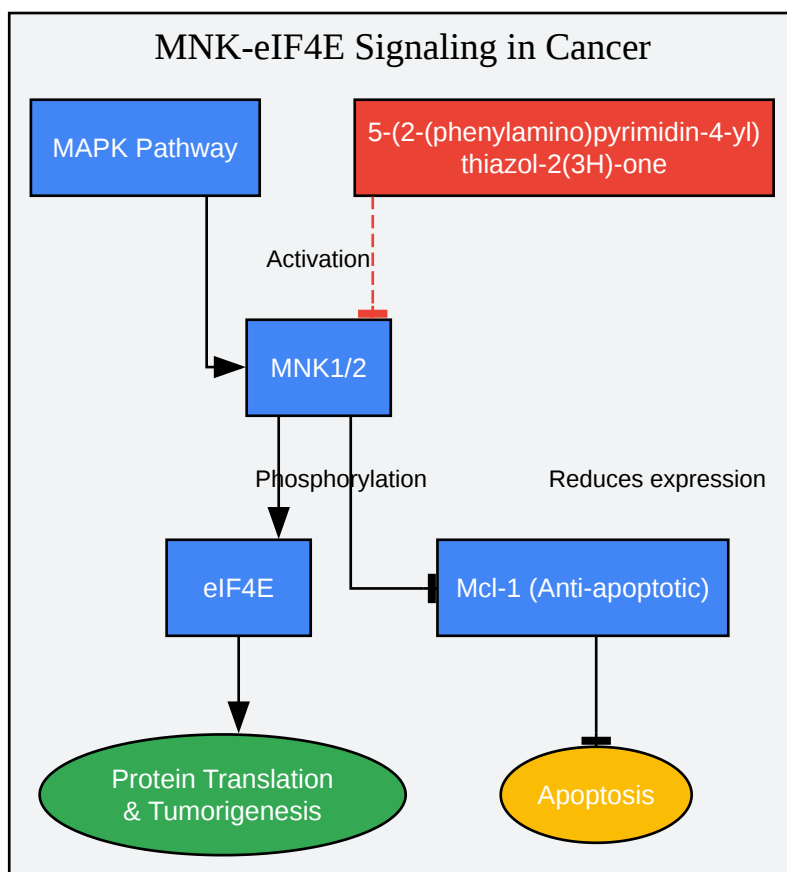 MNK-eIF4E Signaling in Cancer
MAPK Pathway
5-(2-(phenylamino)pyrimidin-4-yl)
thiazol-2(3H)-one
Activation
MNK1/2
Phosphorylation
Reduces expression
eIF4E
Mcl-1 (Anti-apoptotic)
Protein Translation
& Tumorigenesis
Apoptosis